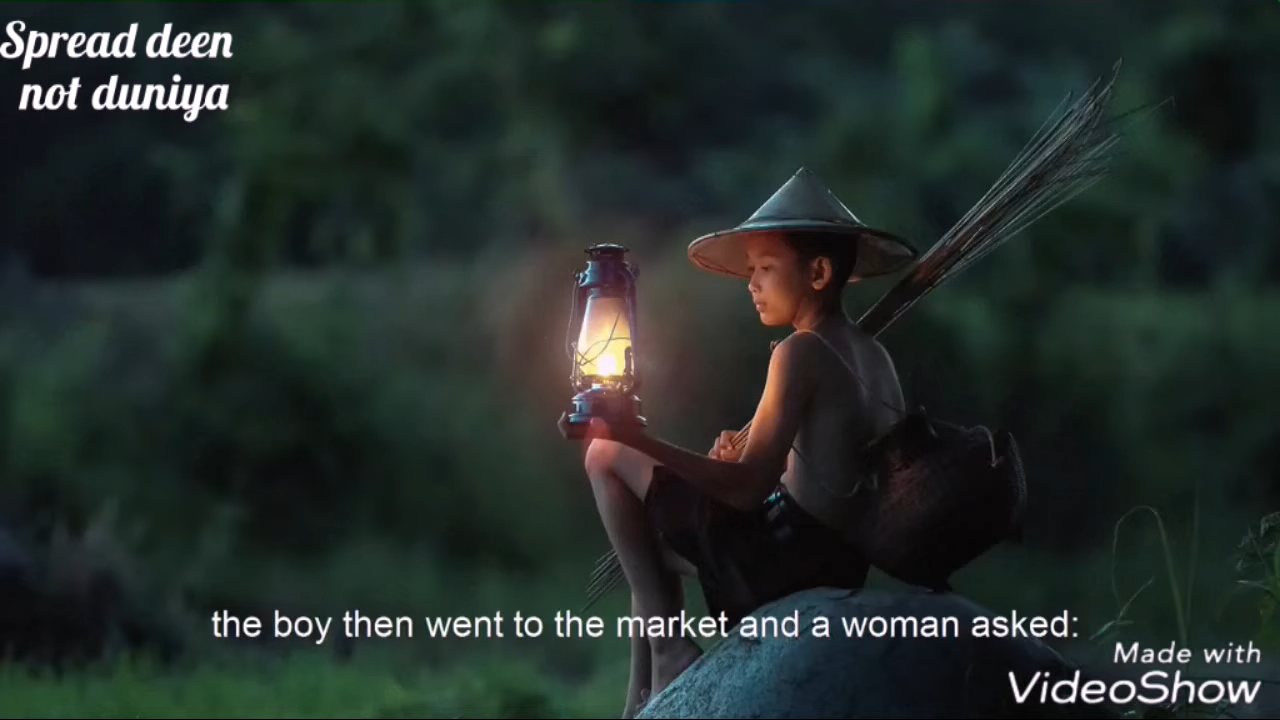 Spread deen
not duniya
the boy then went to the market and a woman asked:
Made with
VideoShow